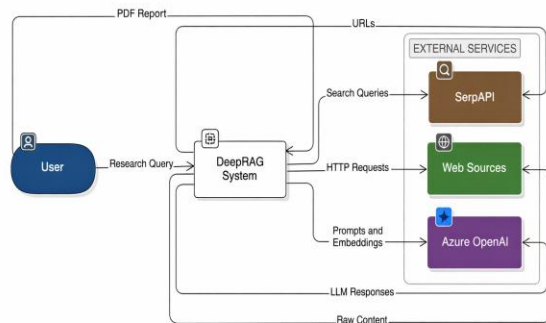 PDF Report
URLs
EXTERNAL SERVICES
Search Queries
SerpAPI
User
Research Query
DeepRAG
System
HTTP Requests
Web Sources
Prompts and
Embeddings
Azure OpenAI
LLM Responses
Raw Content